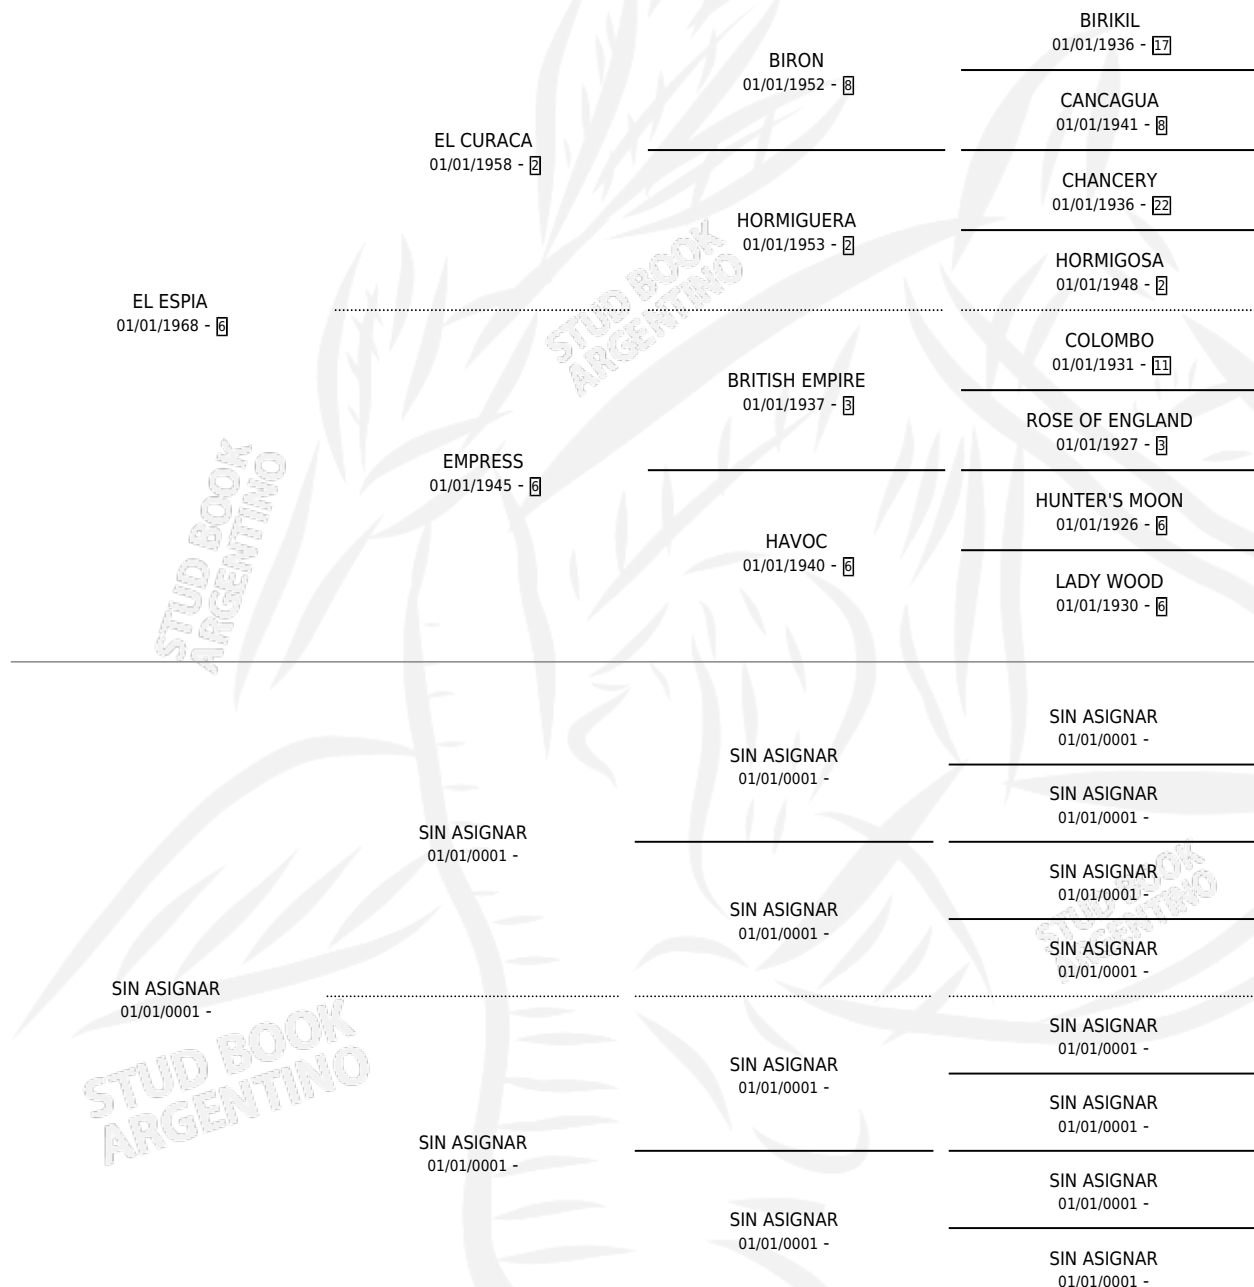 BIRIKIL
01/01/1936 - 17
BIRON
01/01/1952 - 8
CANCAGUA
01/01/1941 - 8
EL CURACA
01/01/1958 - 2
CHANCERY
01/01/1936 - 22
HORMIGUERA
01/01/1953 - 2
HORMIGOSA
01/01/1948 - 2
EL ESPIA
01/01/1968 - 6
COLOMBO
01/01/1931 - 11
BRITISH EMPIRE
01/01/1937 - 3
ROSE OF ENGLAND
01/01/1927 - 3
EMPRESS
01/01/1945 - 6
HUNTER'S MOON
01/01/1926 - 6
HAVOC
01/01/1940 - 6
LADY WOOD
01/01/1930 - 6
STUD BOOK
ARGENTINO
STUD BOOK
ARGENTINO
SIN ASIGNAR
01/01/0001 -
SIN ASIGNAR
01/01/0001 -
SIN ASIGNAR
01/01/0001 -
SIN ASIGNAR
01/01/0001 -
SIN ASIGNAR
01/01/0001 -
SIN ASIGNAR
01/01/0001 -
SIN ASIGNAR
01/01/0001 -
STUD BOOK
ARGENTINO
SIN ASIGNAR
01/01/0001 -
SIN ASIGNAR
01/01/0001 -
SIN ASIGNAR
01/01/0001 -
SIN ASIGNAR
01/01/0001 -
SIN ASIGNAR
01/01/0001 -
SIN ASIGNAR
01/01/0001 -
SIN ASIGNAR
01/01/0001 -
SIN ASIGNAR
01/01/0001 -
STUD BOOK
ARGENTINO